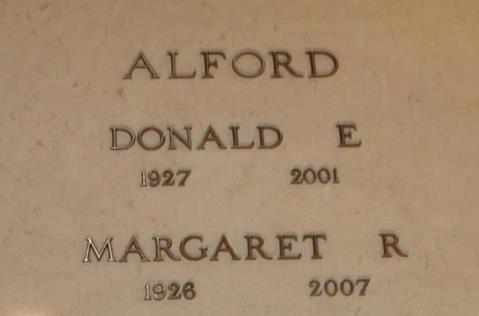 ALFORD
DONALD E
1927 2001
MARGARET R
1926 2007